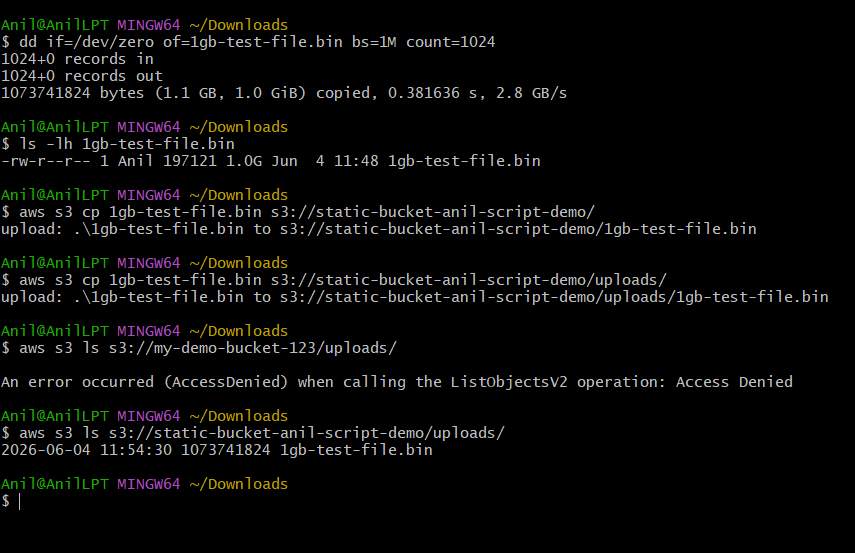 Anil@AnilLPT MINGW64 ~/Downloads
$ dd if=/dev/zero of=1gb-test-file.bin bs=1M count=1024
1024+0 records in
1024+0 records out
1073741824 bytes (1.1 GB, 1.0 GiB) copied, 0.381636 s, 2.8 GB/s
Anil@AnilLPT MINGW64 ~/Downloads
$ ls -lh 1gb-test-file.bin
-rw-r--r-- 1 Anil 197121 1.0G Jun  4 11:48 1gb-test-file.bin
Anil@AnilLPT MINGW64 ~/Downloads
$ aws s3 cp 1gb-test-file.bin s3://static-bucket-anil-script-demo/
upload: .\1gb-test-file.bin to s3://static-bucket-anil-script-demo/1gb-test-file.bin
Anil@AnilLPT MINGW64 ~/Downloads
$ aws s3 cp 1gb-test-file.bin s3://static-bucket-anil-script-demo/uploads/
upload: .\1gb-test-file.bin to s3://static-bucket-anil-script-demo/uploads/1gb-test-file.bin
Anil@AnilLPT MINGW64 ~/Downloads
$ aws s3 ls s3://my-demo-bucket-123/uploads/
An error occurred (AccessDenied) when calling the ListObjectsV2 operation: Access Denied
Anil@AnilLPT MINGW64 ~/Downloads
$ aws s3 ls s3://static-bucket-anil-script-demo/uploads/
2026-06-04 11:54:30 1073741824 1gb-test-file.bin
Anil@AnilLPT MINGW64 ~/Downloads
$